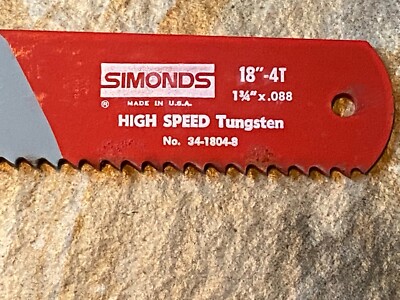 SIMONDS
®
MADE IN U.S.A.
18"-4T
1¾" x .088
HIGH SPEED Tungsten
No. 34-1804-8